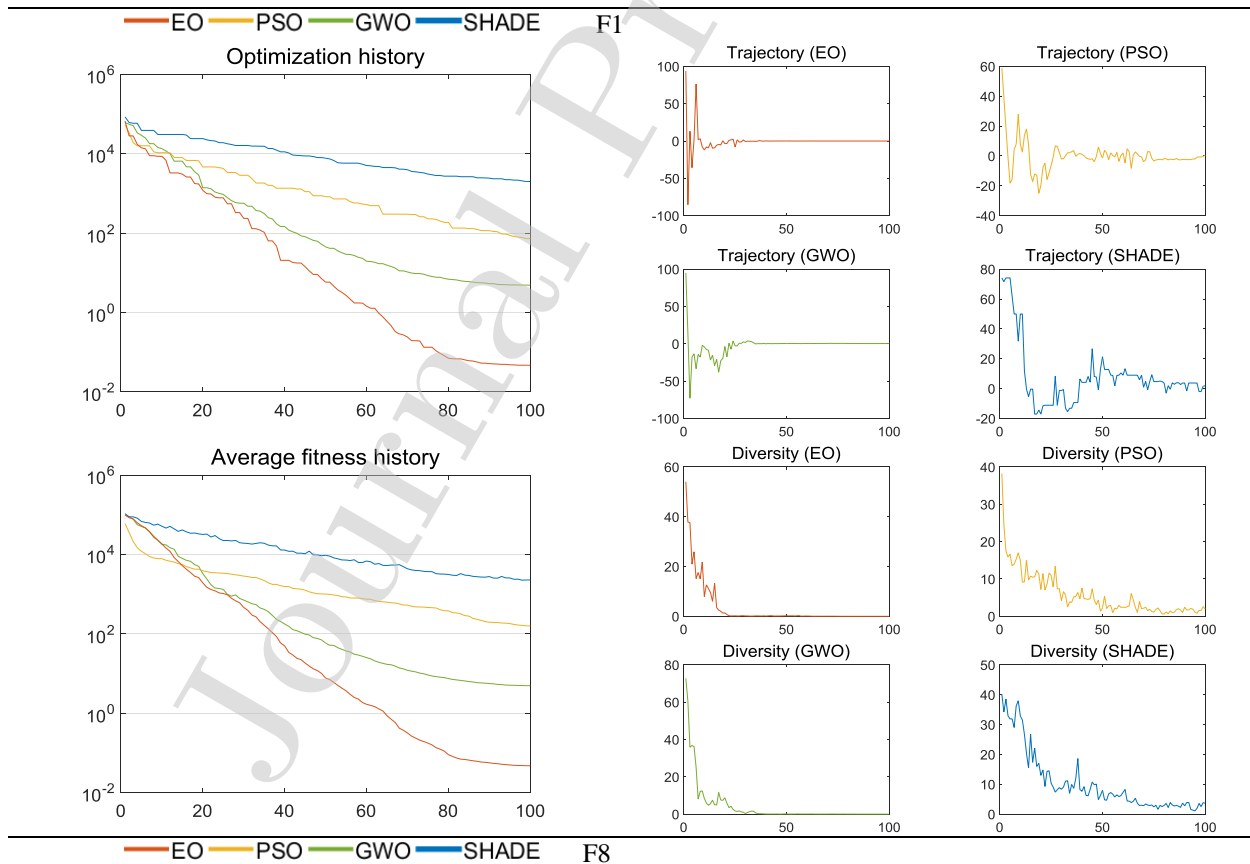 EO PSO GWO SHADE F1
Optimization history
10^6
10^4
10^2
10^0
10^-2
0 20 40 60 80 100
Average fitness history
10^6
10^4
10^2
10^0
10^-2
0 20 40 60 80 100
Trajectory (EO)
100
50
0
-50
-100
0 50 100
Trajectory (PSO)
60
40
20
0
-20
-40
0 50 100
Trajectory (GWO)
100
50
0
-50
-100
0 50 100
Trajectory (SHADE)
80
60
40
20
0
-20
0 50 100
Diversity (EO)
60
40
20
0
0 50 100
Diversity (PSO)
40
30
20
10
0
0 50 100
Diversity (GWO)
80
60
40
20
0
0 50 100
Diversity (SHADE)
50
40
30
20
10
0
0 50 100
EO PSO GWO SHADE F8
Journal Pr